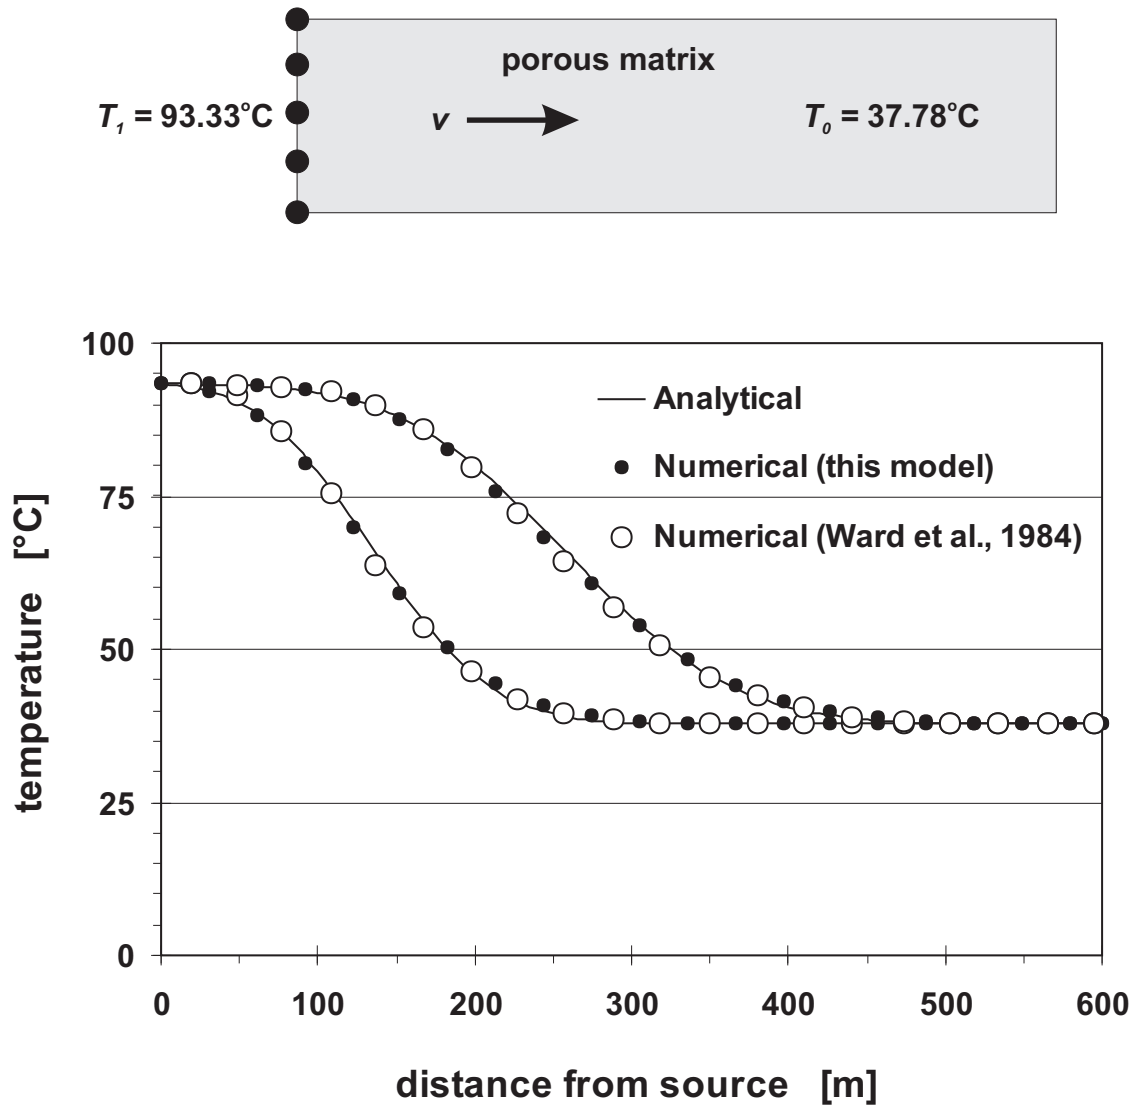 porous matrix
T₁ = 93.33°C
v
T₀ = 37.78°C
100
75
50
25
0
0 100 200 300 400 500 600
temperature [°C]
distance from source [m]
Analytical
Numerical (this model)
Numerical (Ward et al., 1984)